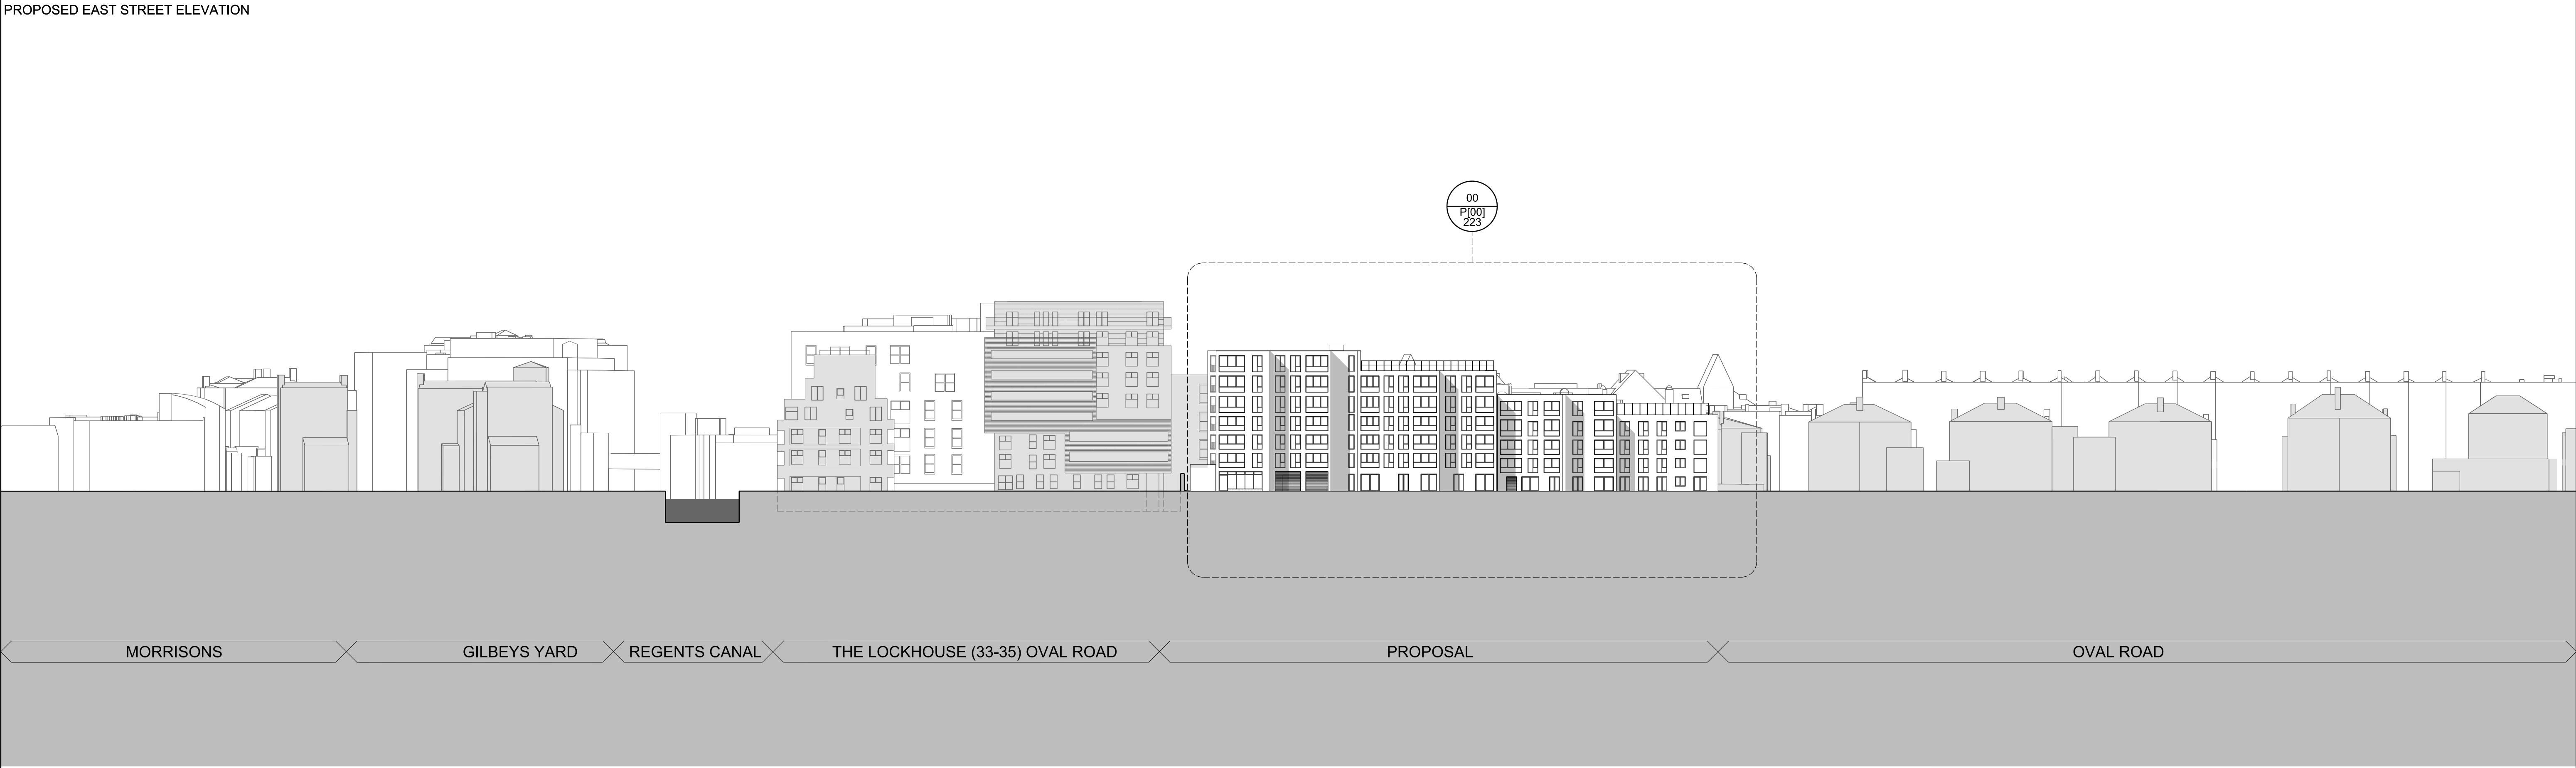 PROPOSED EAST STREET ELEVATION
00
P[00]
223
MORRISONS
GILBEYS YARD
REGENTS CANAL
THE LOCKHOUSE (33-35) OVAL ROAD
PROPOSAL
OVAL ROAD